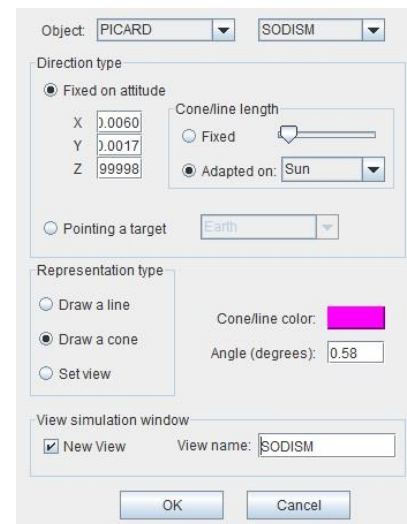 Object: PICARD SODISM
Direction type
Fixed on attitude
Cone/line length
X 0.0060
Fixed
Y 0.0017
Z 99998
Adapted on: Sun
Pointing a target Earth
Representation type
Draw a line
Cone/line color:
Draw a cone
Angle (degrees): 0.58
Set view
View simulation window
New View View name: SODISM
OK Cancel